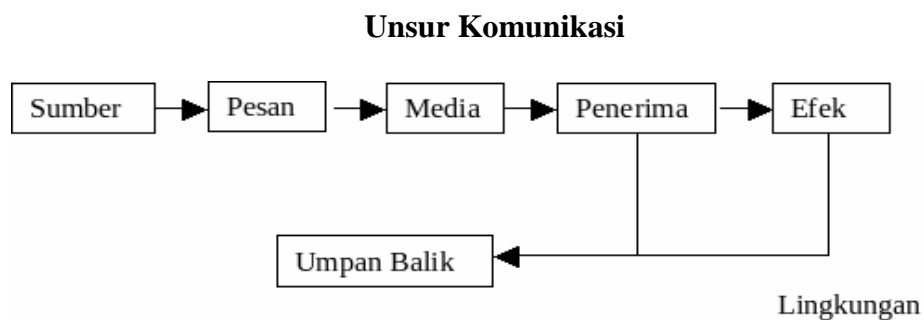 Unsur Komunikasi
Sumber
Pesan
Media
Penerima
Efek
Umpan Balik
Lingkungan